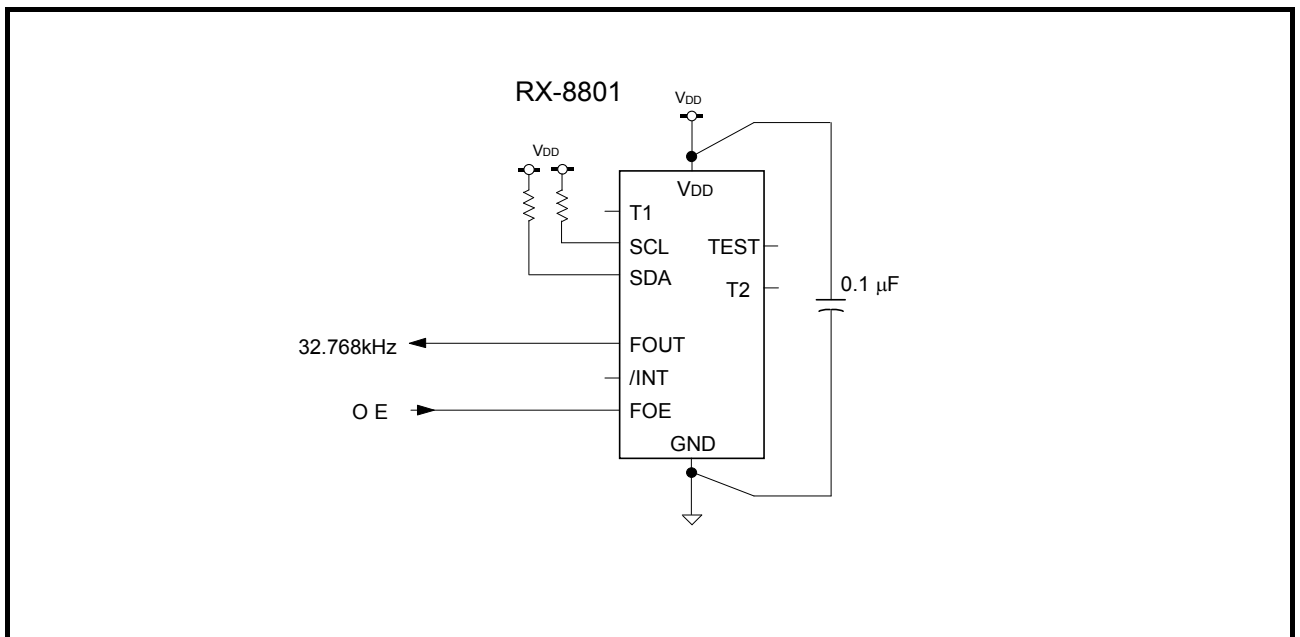 RX-8801
VDD
VDD
VDD
T1
SCL
TEST
SDA
T2
0.1 μF
FOUT
32.768kHz
/INT
O E
FOE
GND